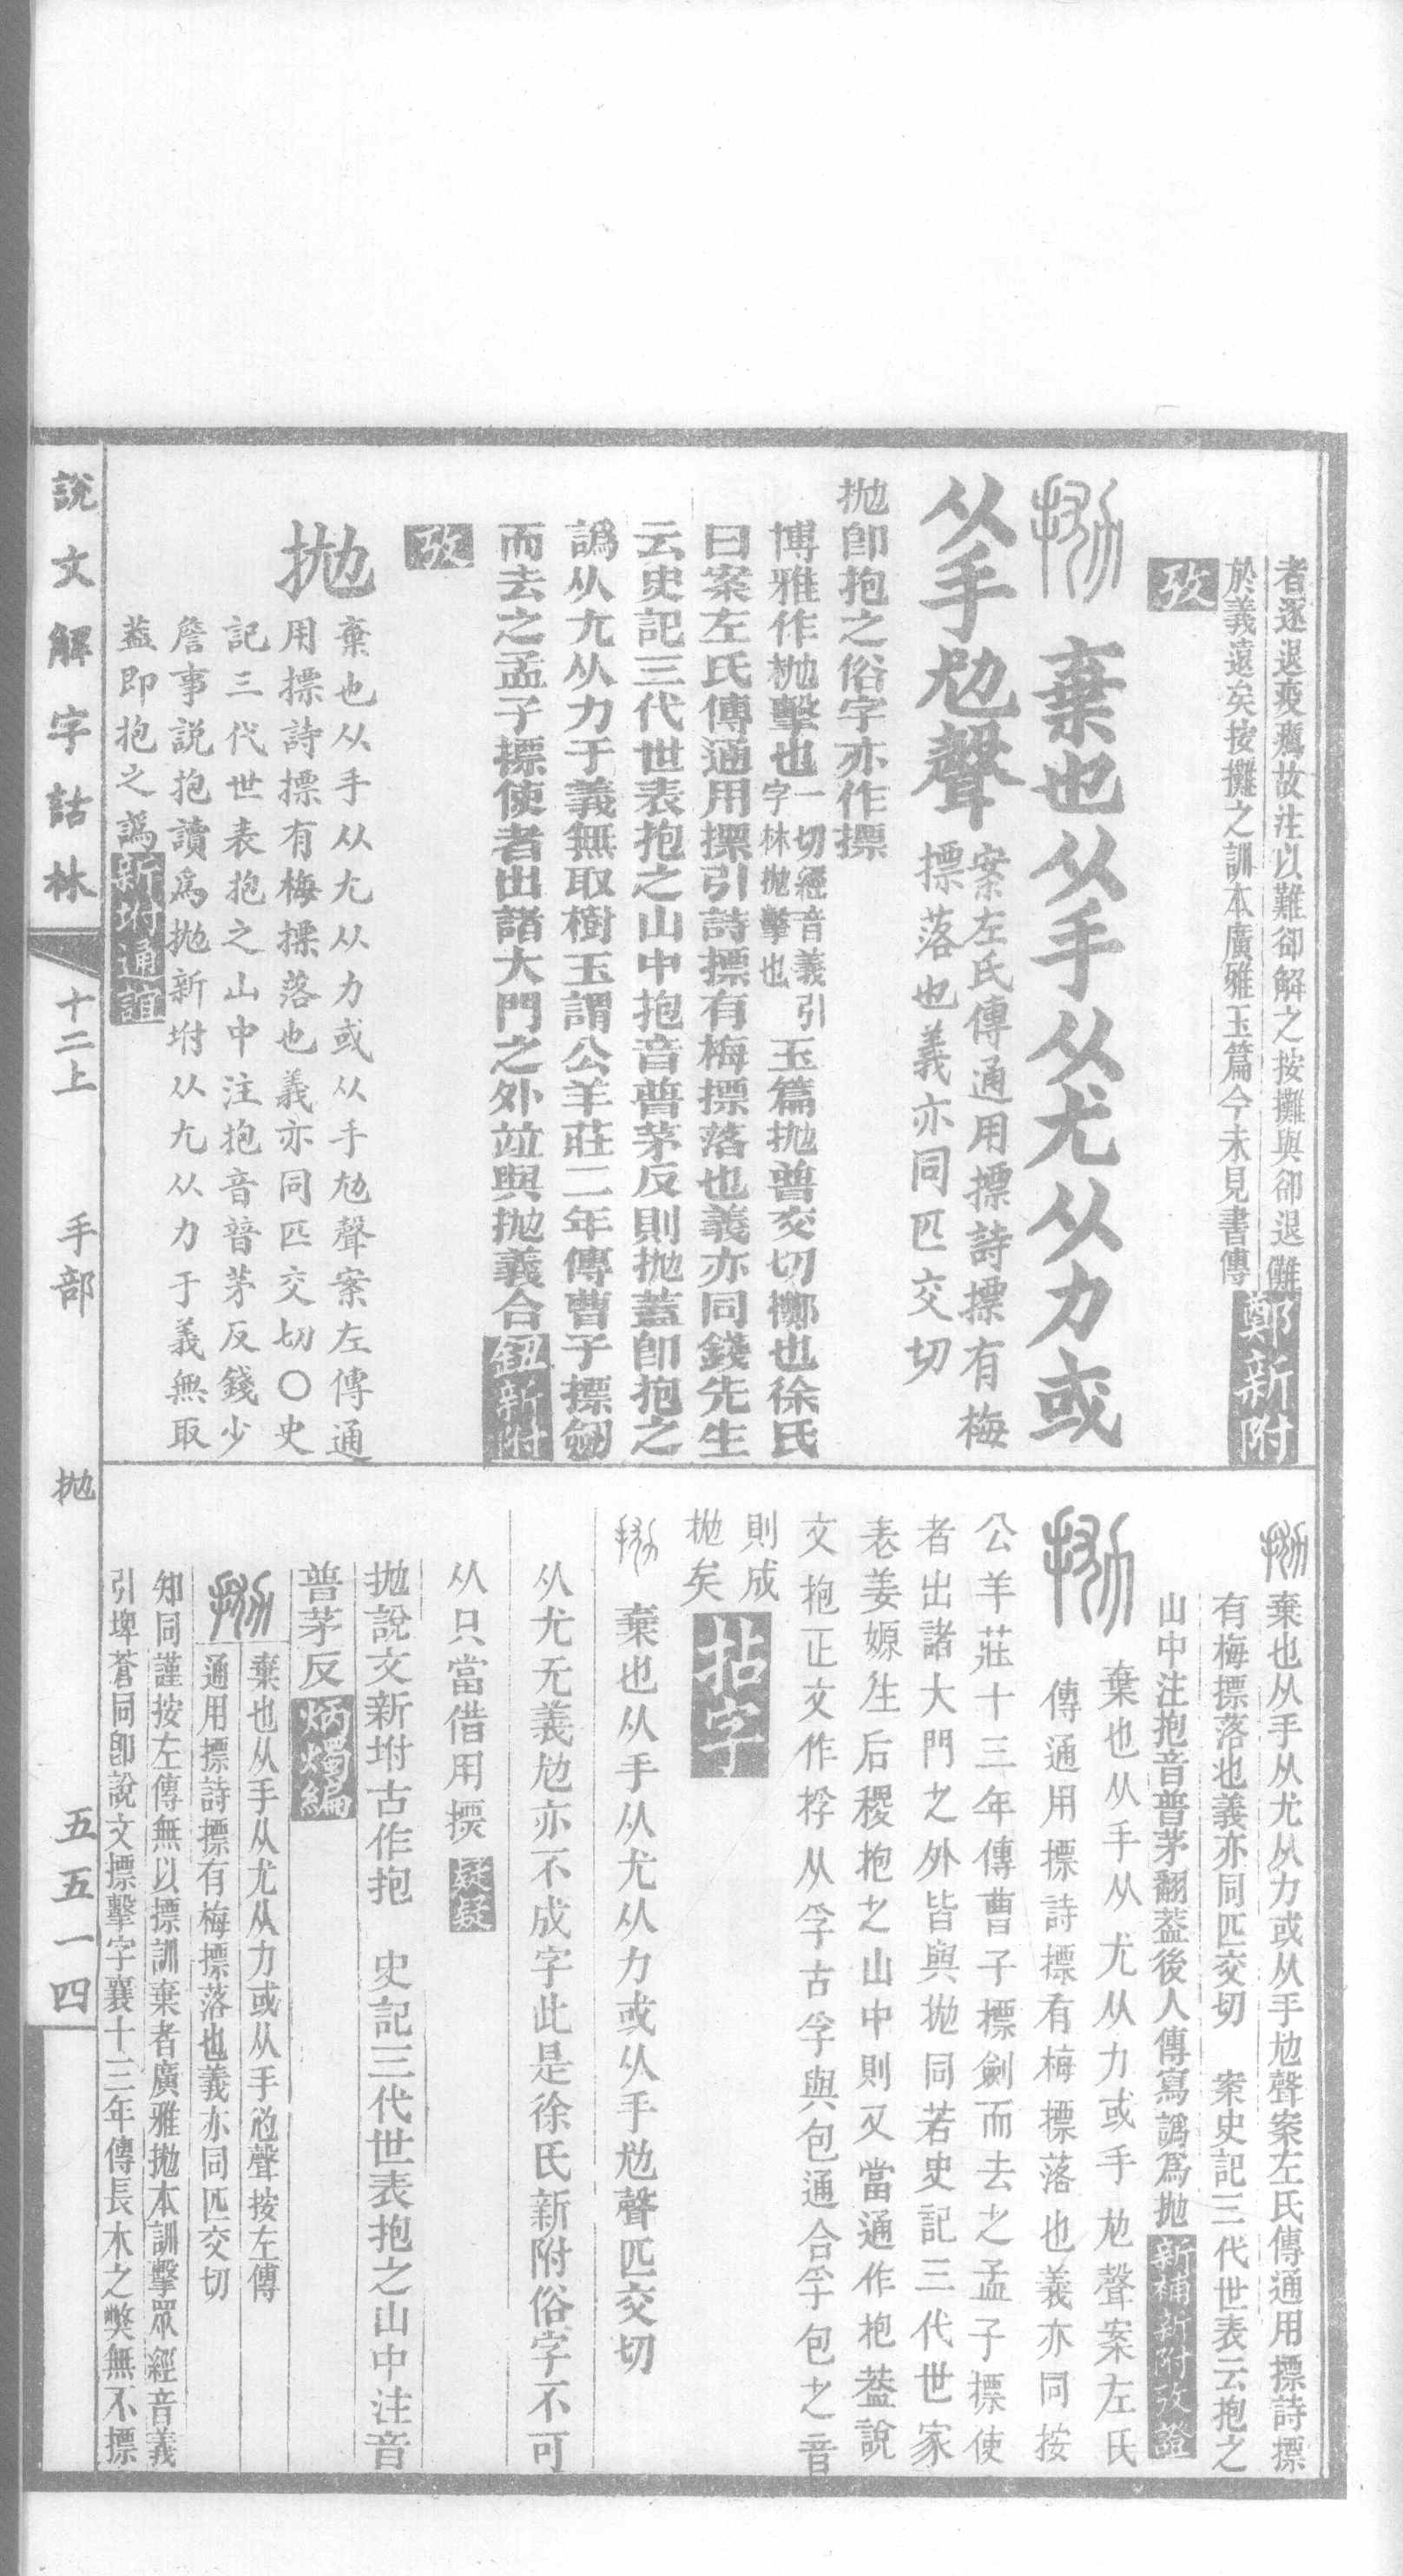 者逐退疫癘故注以難卻解之按攤與卻退難
於義遠矣按攤之訓本廣雅玉篇今未見書傳鄭新附
攷
拋 棄也从手从尤从力或
从手尥聲案左氏傳通用摽詩摽有梅
摽落也義亦同匹交切
拋卽抱之俗字亦作摽
博雅作拋擊也一切經音義引
字林拋擊也玉篇拋普交切擲也徐氏
曰案左氏傳通用摽引詩摽有梅摽落也義亦同錢先生
云史記三代世表抱之山中抱音普茅反則拋蓋卽抱之
譌从尤从力于義無取樹玉謂公羊莊二年傳曹子摽劒
而去之孟子摽使者出諸大門之外竝與拋義合鈕新附
攷
拋
棄也从手从尤从力或从手尥聲案左傳通
用摽詩摽有梅摽落也義亦同匹交切〇史
記三代世表抱之山中注抱音普茅反錢少
詹事說抱讀爲拋新坿从尤从力于義無取
葢即抱之譌新坿通誼
拋 棄也从手从尤从力或从手尥聲案左氏傳通用摽詩摽
有梅摽落也義亦同匹交切 案史記三代世表云抱之
山中注抱音普茅翻葢後人傳寫譌爲拋新補新附攷證
拋 棄也从手从尤从力或手尥聲案左氏
傳通用摽詩摽有梅摽落也義亦同按
公羊莊十三年傳曹子摽劍而去之孟子摽使
者出諸大門之外皆與拋同若史記三代世家
表姜嫄生后稷抱之山中則又當通作抱葢說
文抱正文作捊从孚古孚與包通合孚包之音
則成
拋矣拈字
拋 棄也从手从尤从力或从手尥聲匹交切
从尤无義尥亦不成字此是徐氏新附俗字不可
从只當借用摽疑疑
拋說文新坿古作抱 史記三代世表抱之山中注音
普茅反炳燭編
拋 棄也从手从尤从力或从手尥聲按左傳
通用摽詩摽有梅摽落也義亦同匹交切
知同謹按左傳無以摽訓棄者廣雅拋本訓擊眾經音義
引埤蒼同卽說文摽擊字襄十三年傳長木之獘無不摽
說文解字詁林 十二上 手部 拋 五五一四